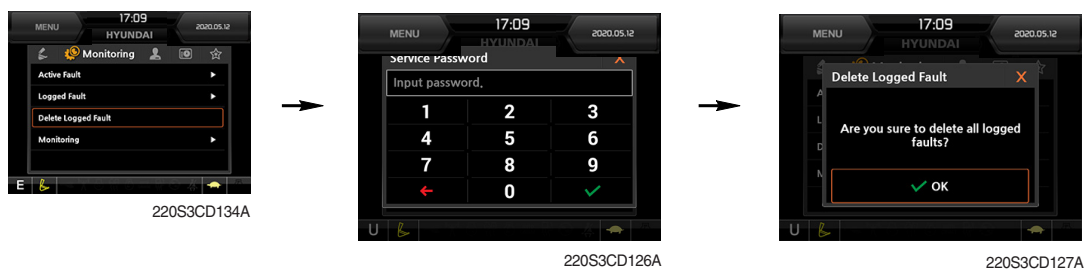 MENU
17:09
2020.05.12
HYUNDAI
Monitoring
Active Fault
Logged Fault
Delete Logged Fault
Monitoring
E
220S3CD134A
MENU
17:09
2020.05.12
HYUNDAI
Service Password X
Input password.
1 2 3
4 5 6
7 8 9
0
U
220S3CD126A
MENU
17:09
2020.05.12
HYUNDAI
Delete Logged Fault X
Are you sure to delete all logged
faults?
OK
U
220S3CD127A